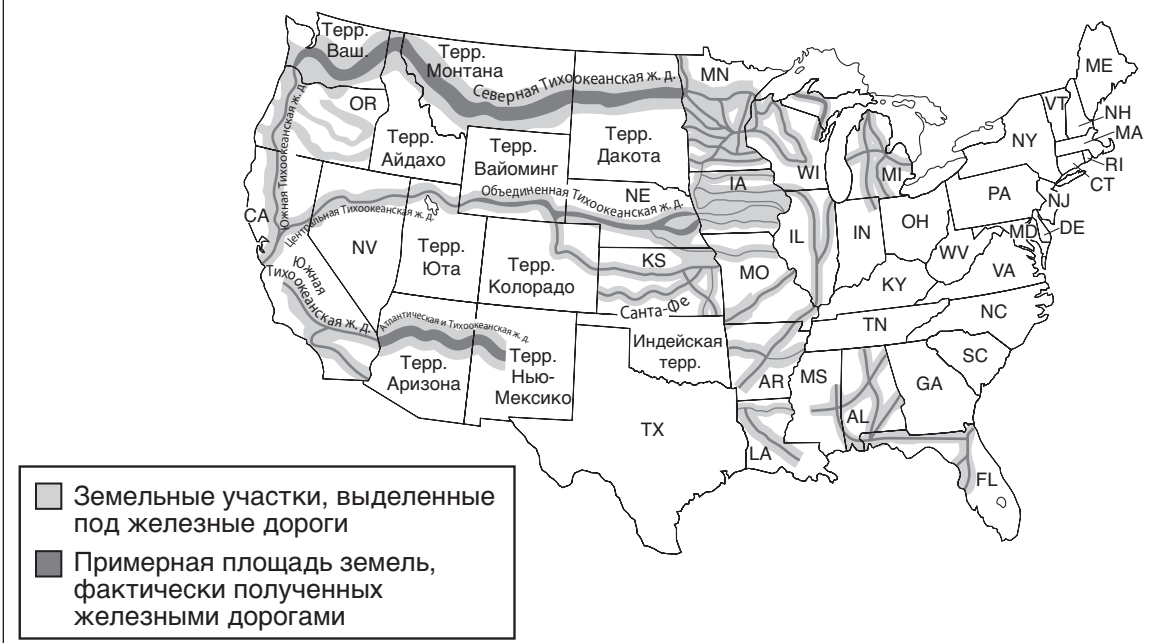 Терр.
Ваш.
Терр.
Монтана
Северная Тихоокеанская ж. д.
MN
ME
VT
NH
MA
NY
RI
CT
OR
Южная Тихоокеанская ж. д.
Терр.
Айдахо
Терр.
Вайоминг
Терр.
Дакота
WI
MI
PA
NJ
IA
NE
Объединенная Тихоокеанская ж. д.
CA
Центральная Тихоокеанская ж. д.
NV
Терр.
Юта
Терр.
Колорадо
KS
MO
IL
IN
OH
MD
DE
WV
VA
KY
Южная
Тихоокеанская ж. д.
Санта-Фе
Атлантическая и Тихоокеанская ж. д.
NC
TN
SC
Индейская
терр.
Терр.
Аризона
Терр.
Нью-
Мексико
AR
MS
AL
GA
TX
LA
FL
Земельные участки, выделенные
под железные дороги
Примерная площадь земель,
фактически полученных
железными дорогами